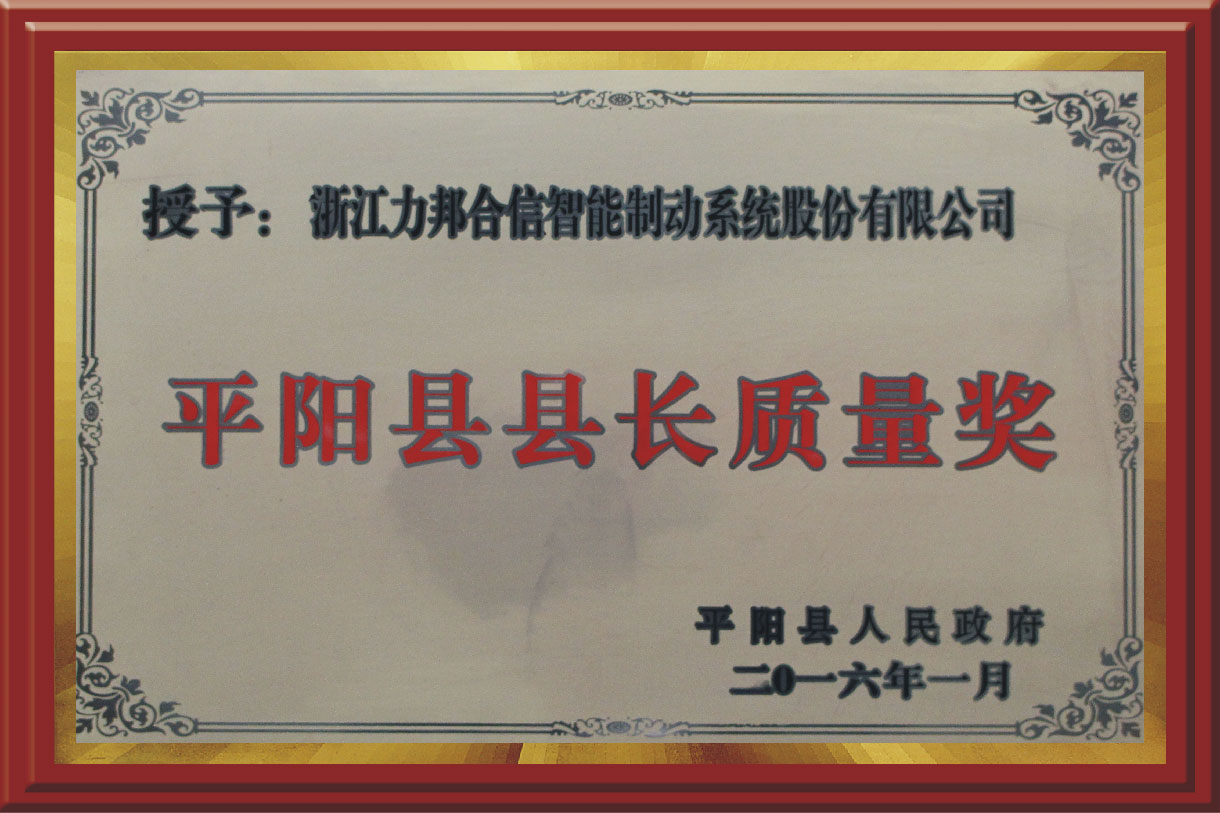 授予：浙江力邦合信智能制动系统股份有限公司
平阳县县长质量奖
平阳县人民政府
二0一六年一月